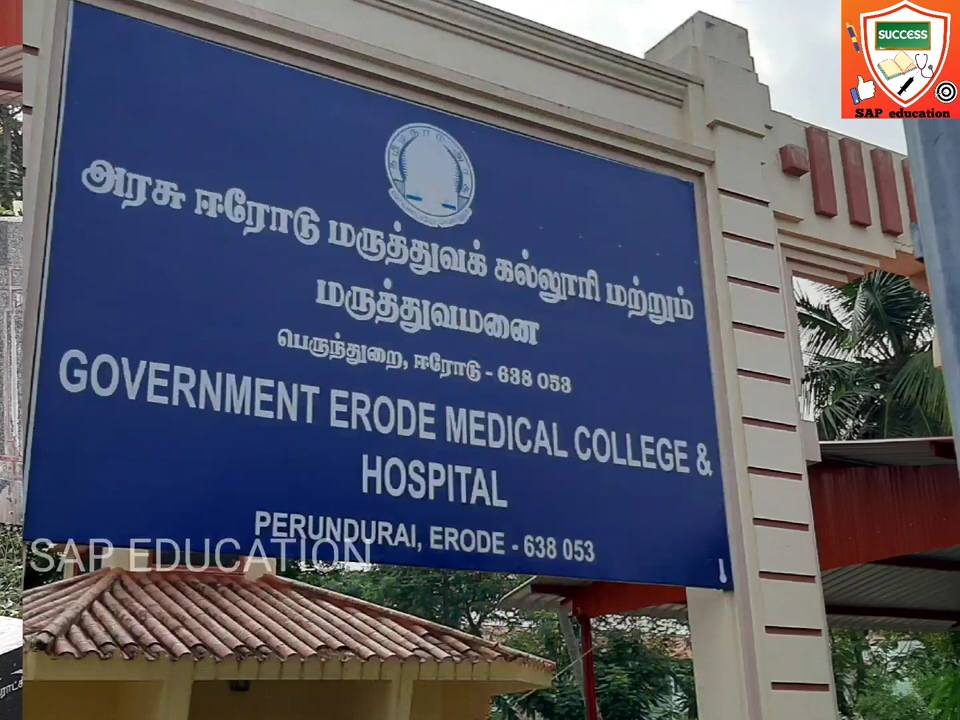 SUCCESS
SAP education
அரசு ஈரோடு மருத்துவக் கல்லூரி மற்றும்
மருத்துவமனை
பெருந்துறை, ஈரோடு - 638 053
GOVERNMENT ERODE MEDICAL COLLEGE &
HOSPITAL
PERUNDURAI, ERODE - 638 053
SAP EDUCATION